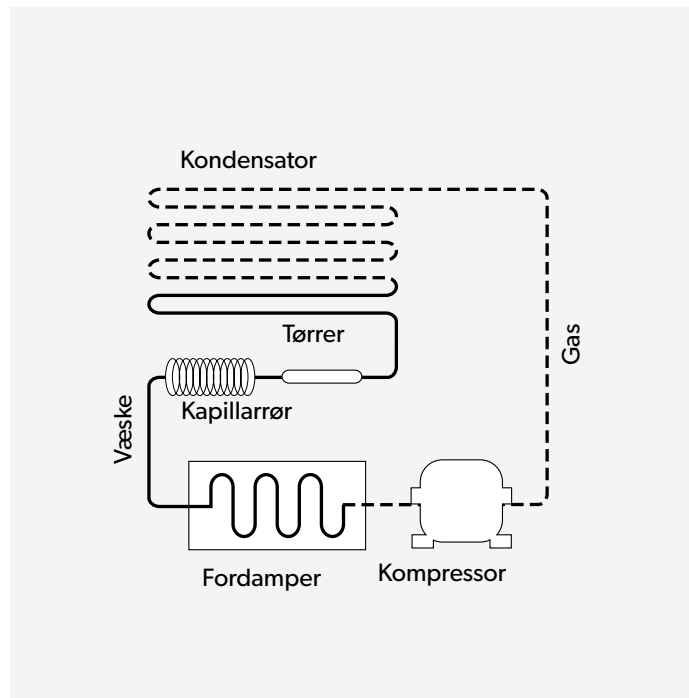 Kondensator
Tørrer
Gas
Kapillarrør
Væske
Fordamper
Kompressor